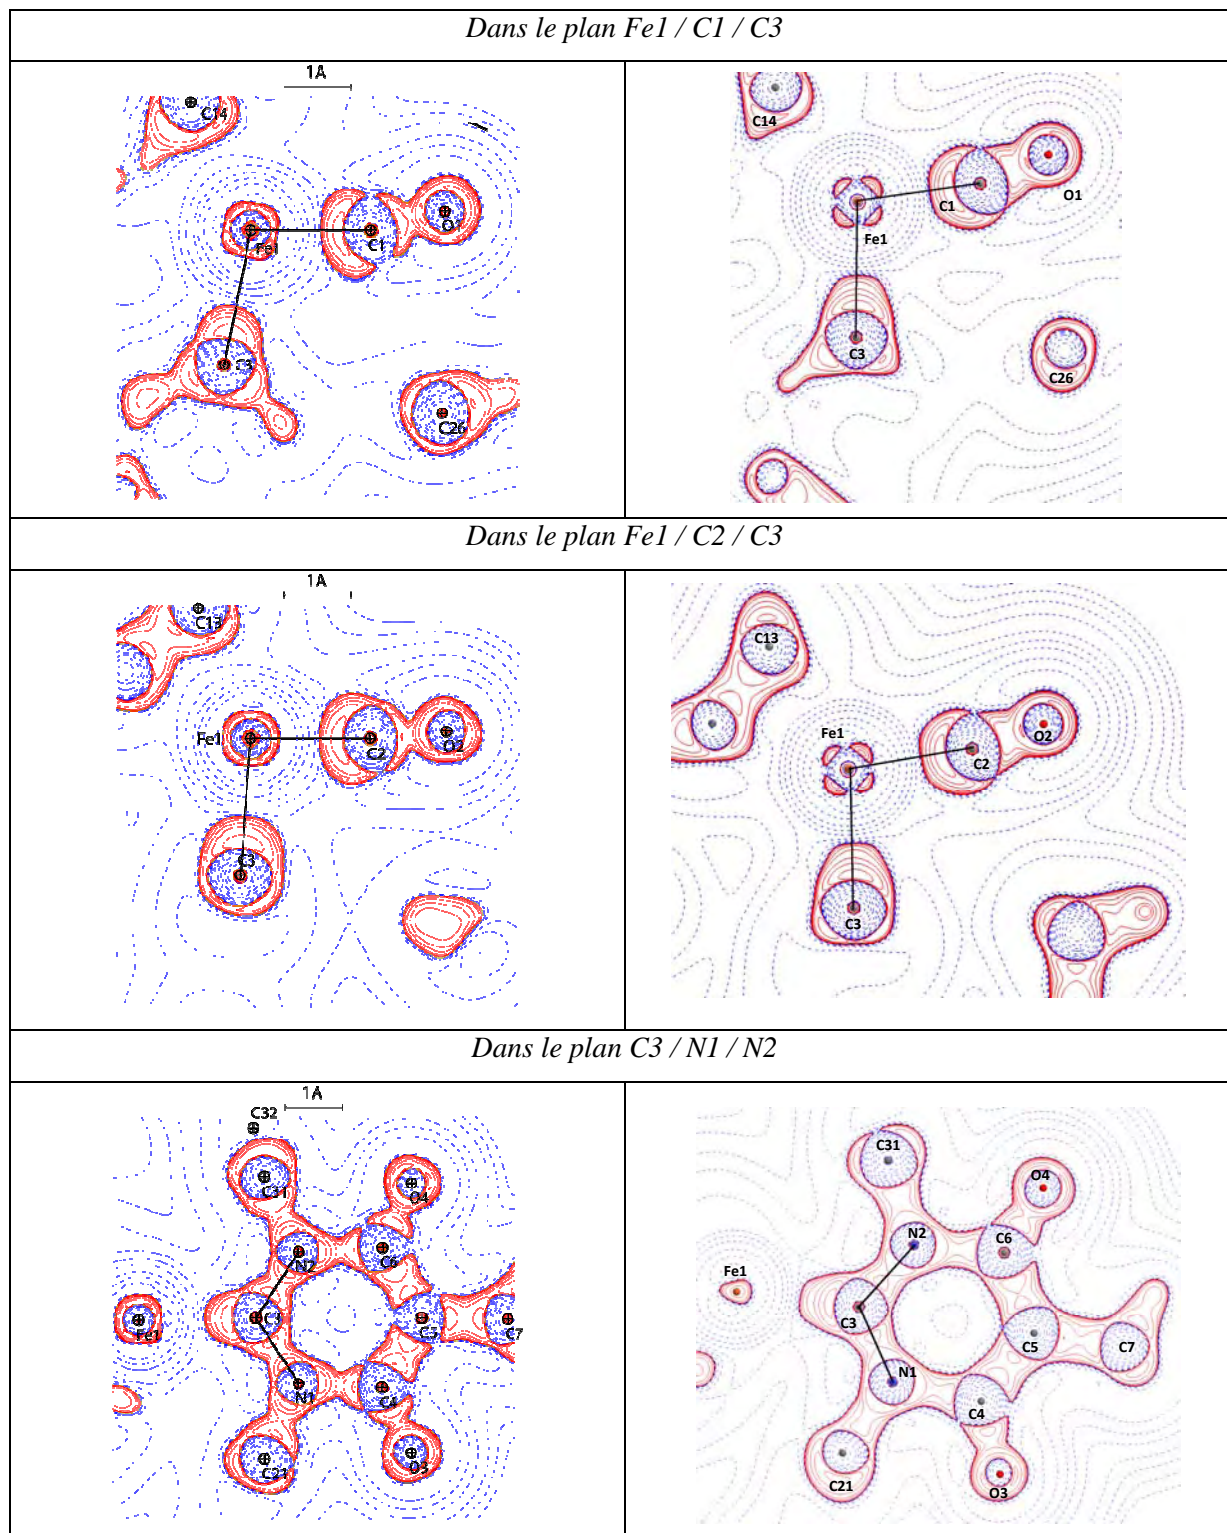 Dans le plan Fe1 / C1 / C3
1A
C14
Fe1
C1
C3
C26
C14
C1
O1
Fe1
C3
C26
Dans le plan Fe1 / C2 / C3
1A
C13
Fe1
C2
O2
C3
C13
Fe1
O2
C2
C3
Dans le plan C3 / N1 / N2
1A
C32
C31
O4
N2
C6
Fe1
C3
C5
C7
N1
C4
C21
O3
C31
O4
N2
C6
Fe1
C3
C5
C7
N1
C4
C21
O3